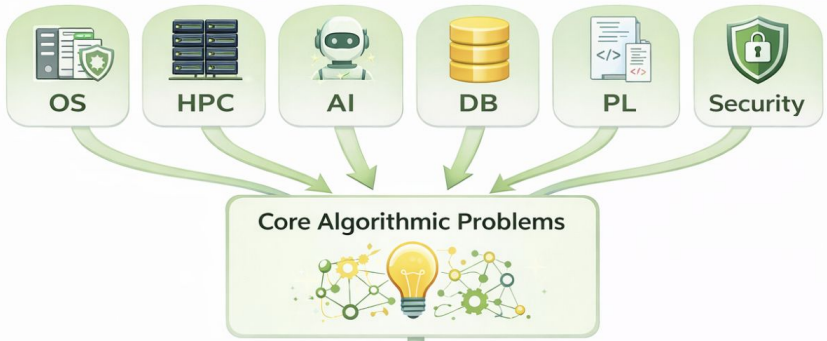 OS
HPC
AI
DB
</>
</>
PL
Security
Core Algorithmic Problems